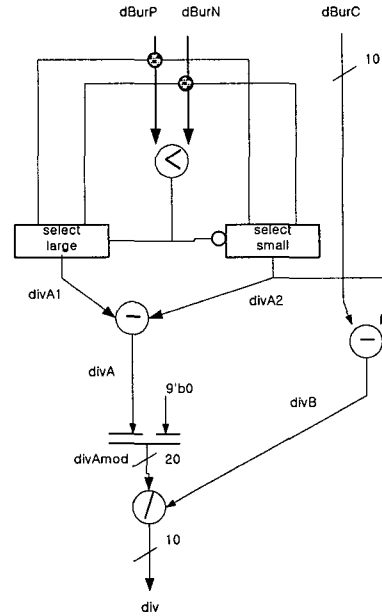 dBurP dBurN dBurC
10
<
select large
select small
divA1
divA2
−
−
divA
9'b0
divB
divAmod 20
/
10
div